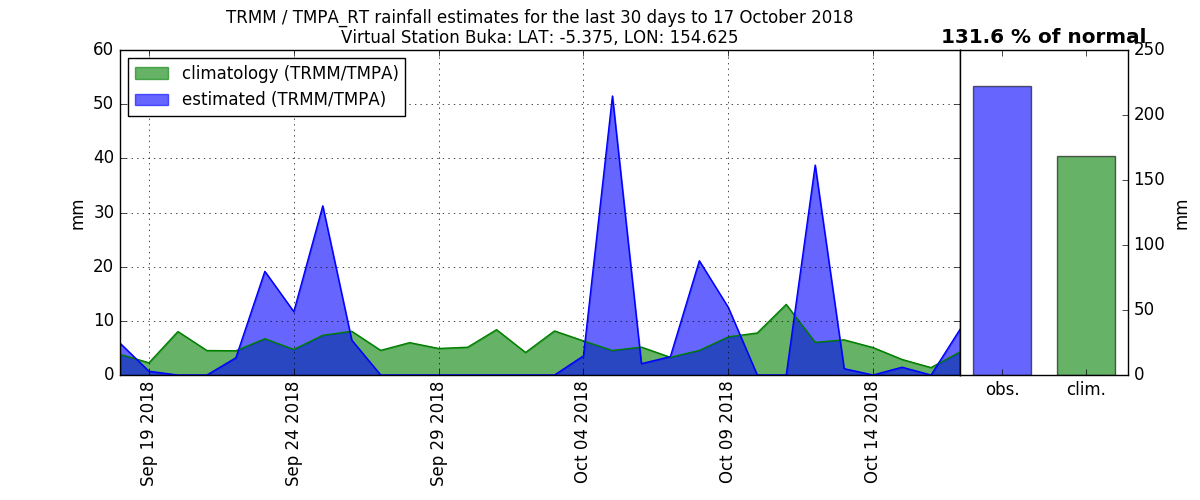 TRMM / TMPA_RT rainfall estimates for the last 30 days to 17 October 2018
Virtual Station Buka: LAT: -5.375, LON: 154.625
131.6 % of normal
climatology (TRMM/TMPA)
estimated (TRMM/TMPA)
60
50
40
30
20
10
0
mm
Sep 19 2018
Sep 24 2018
Sep 29 2018
Oct 04 2018
Oct 09 2018
Oct 14 2018
obs.
clim.
250
200
150
100
50
0
mm